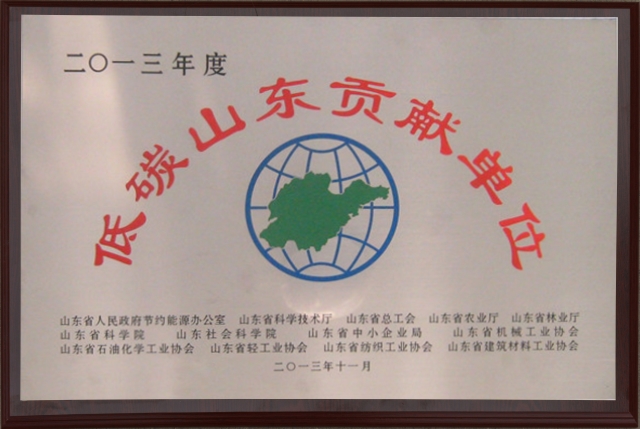 二〇一三年度
低碳山东贡献单位
山东省人民政府节约能源办公室 山东省科学技术厅 山东省总工会 山东省农业厅 山东省林业厅
山东省科学院 山东社会科学院 山东省中小企业局 山东省机械工业协会
山东省石油化学工业协会 山东省轻工业协会 山东省纺织工业协会 山东省建筑材料工业协会
二〇一三年十一月